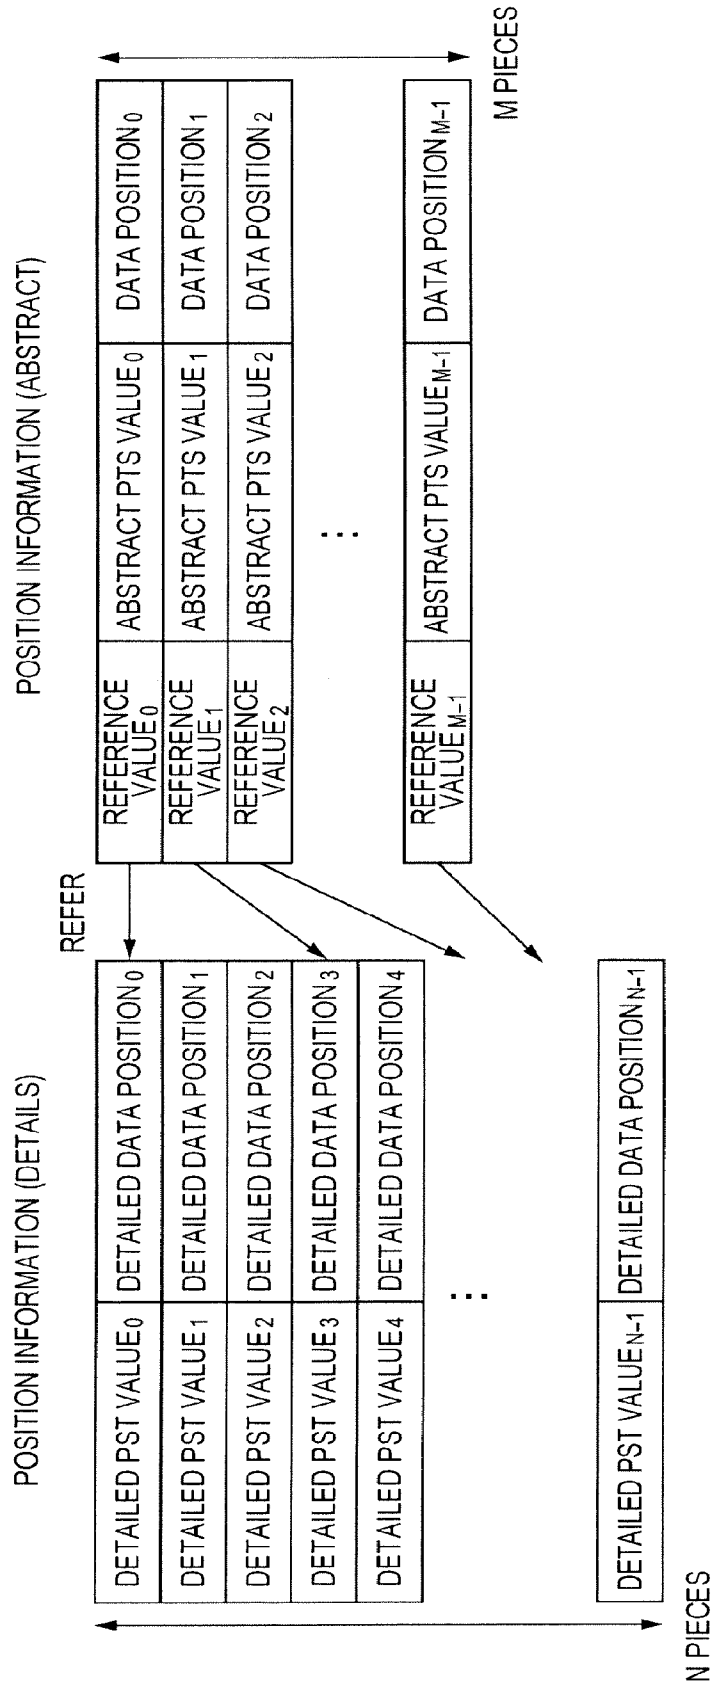 POSITION INFORMATION (DETAILS)
POSITION INFORMATION (ABSTRACT)
REFER
DETAILED PST VALUE0 DETAILED DATA POSITION0
DETAILED PST VALUE1 DETAILED DATA POSITION1
DETAILED PST VALUE2 DETAILED DATA POSITION2
DETAILED PST VALUE3 DETAILED DATA POSITION3
DETAILED PST VALUE4 DETAILED DATA POSITION4
...
DETAILED PST VALUEN-1 DETAILED DATA POSITIONN-1
N PIECES
REFERENCE
VALUE0
ABSTRACT PTS VALUE0 DATA POSITION0
REFERENCE
VALUE1
ABSTRACT PTS VALUE1 DATA POSITION1
REFERENCE
VALUE2
ABSTRACT PTS VALUE2 DATA POSITION2
...
REFERENCE
VALUEM-1
ABSTRACT PTS VALUEM-1 DATA POSITIONM-1
M PIECES